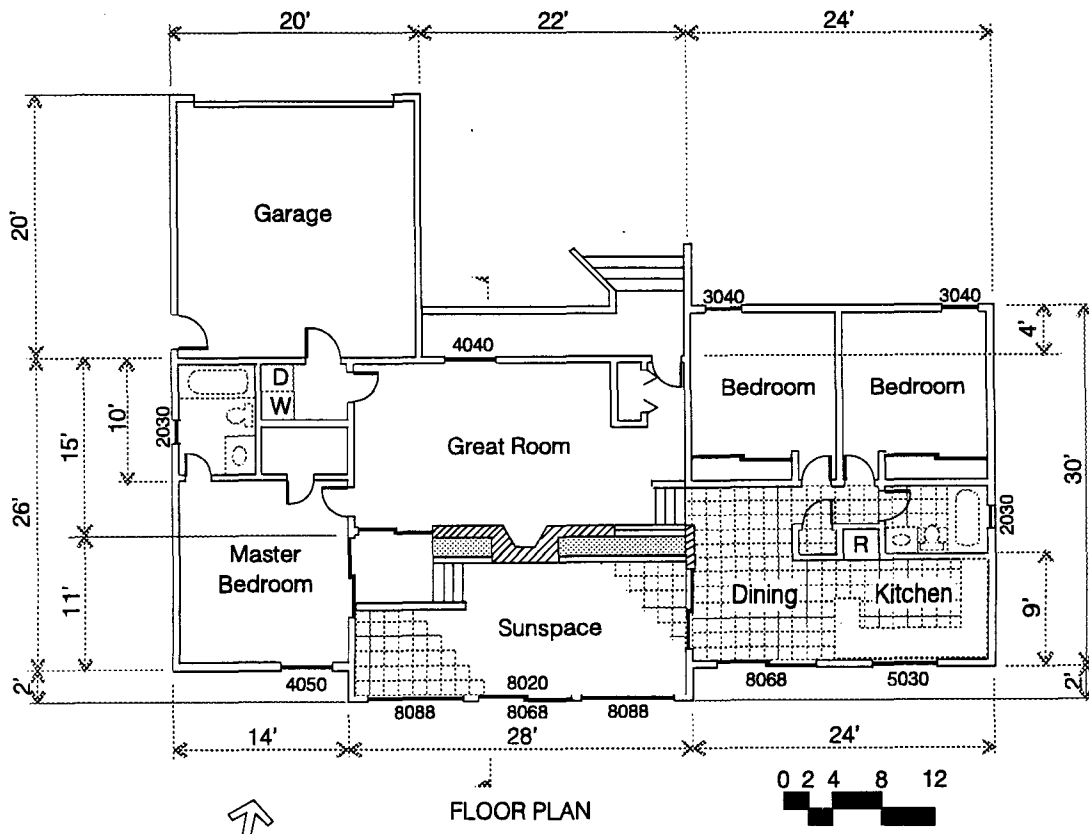 20' 22' 24'
20'
Garage
3040 3040
4'
4040
D
W
Bedroom Bedroom
10'
2030
15'
Great Room
30'
26'
2030
Master
Bedroom
R
11'
Dining Kitchen
9'
Sunspace
2'
4050
8020
8088 8068 8088
8068 5030
2'
14' 28' 24'
0 2 4 8 12
FLOOR PLAN